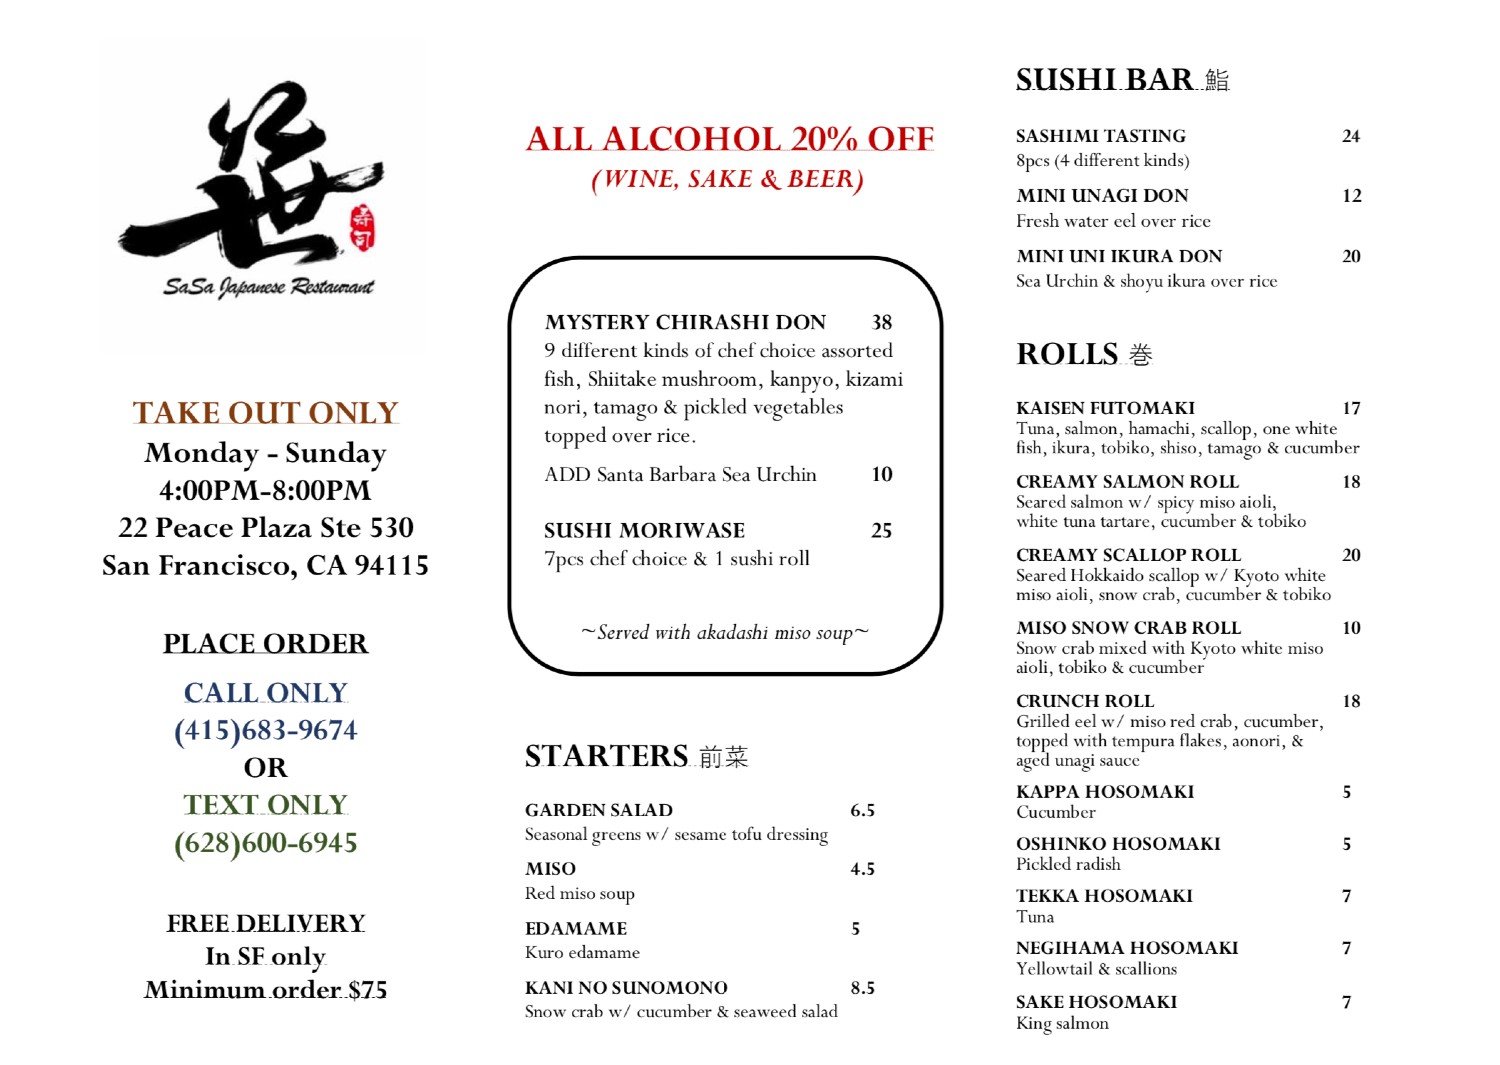 笹
寿司
SaSa Japanese Restaurant
TAKE OUT ONLY
Monday - Sunday
4:00PM-8:00PM
22 Peace Plaza Ste 530
San Francisco, CA 94115
PLACE ORDER
CALL ONLY
(415)683-9674
OR
TEXT ONLY
(628)600-6945
FREE DELIVERY
In SF only
Minimum order $75
ALL ALCOHOL 20% OFF
(WINE, SAKE & BEER)
MYSTERY CHIRASHI DON 38
9 different kinds of chef choice assorted
fish, Shiitake mushroom, kanpyo, kizami
nori, tamago & pickled vegetables
topped over rice.
ADD Santa Barbara Sea Urchin 10
SUSHI MORIWASE 25
7pcs chef choice & 1 sushi roll
~Served with akadashi miso soup~
STARTERS 前菜
GARDEN SALAD 6.5
Seasonal greens w/ sesame tofu dressing
MISO 4.5
Red miso soup
EDAMAME 5
Kuro edamame
KANI NO SUNOMONO 8.5
Snow crab w/ cucumber & seaweed salad
SUSHI BAR 鮨
SASHIMI TASTING 24
8pcs (4 different kinds)
MINI UNAGI DON 12
Fresh water eel over rice
MINI UNI IKURA DON 20
Sea Urchin & shoyu ikura over rice
ROLLS 巻
KAISEN FUTOMAKI 17
Tuna, salmon, hamachi, scallop, one white
fish, ikura, tobiko, shiso, tamago & cucumber
CREAMY SALMON ROLL 18
Seared salmon w/ spicy miso aioli,
white tuna tartare, cucumber & tobiko
CREAMY SCALLOP ROLL 20
Seared Hokkaido scallop w/ Kyoto white
miso aioli, snow crab, cucumber & tobiko
MISO SNOW CRAB ROLL 10
Snow crab mixed with Kyoto white miso
aioli, tobiko & cucumber
CRUNCH ROLL 18
Grilled eel w/ miso red crab, cucumber,
topped with tempura flakes, aonori, &
aged unagi sauce
KAPPA HOSOMAKI 5
Cucumber
OSHINKO HOSOMAKI 5
Pickled radish
TEKKA HOSOMAKI 7
Tuna
NEGIHAMA HOSOMAKI 7
Yellowtail & scallions
SAKE HOSOMAKI 7
King salmon